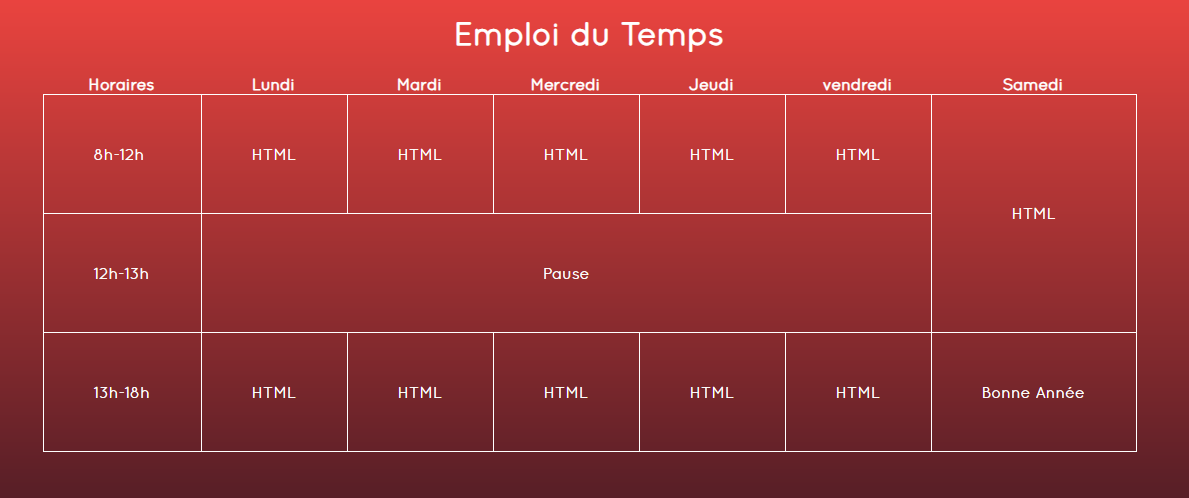 Emploi du Temps
Horaires Lundi Mardi Mercredi Jeudi vendredi Samedi
8h-12h HTML HTML HTML HTML HTML
HTML
12h-13h Pause
13h-18h HTML HTML HTML HTML HTML Bonne Année